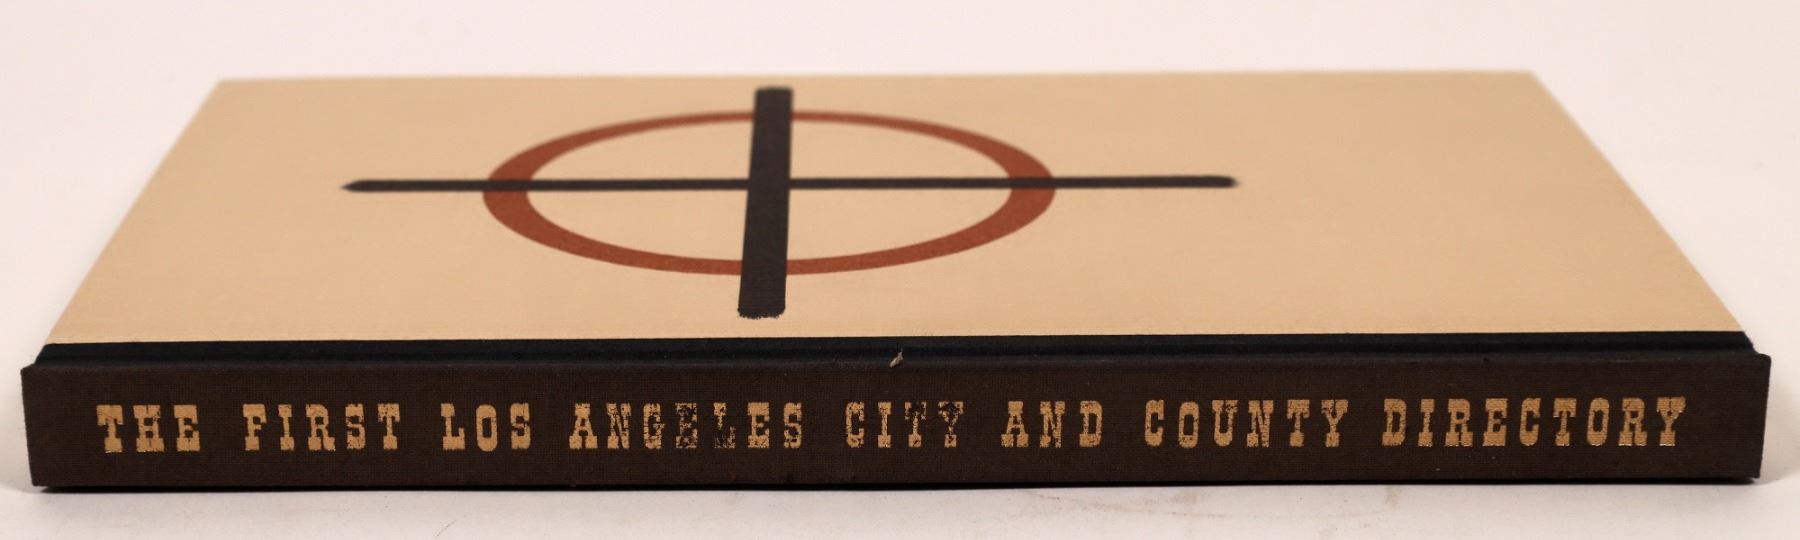 THE FIRST LOS ANGELES CITY AND COUNTY DIRECTORY